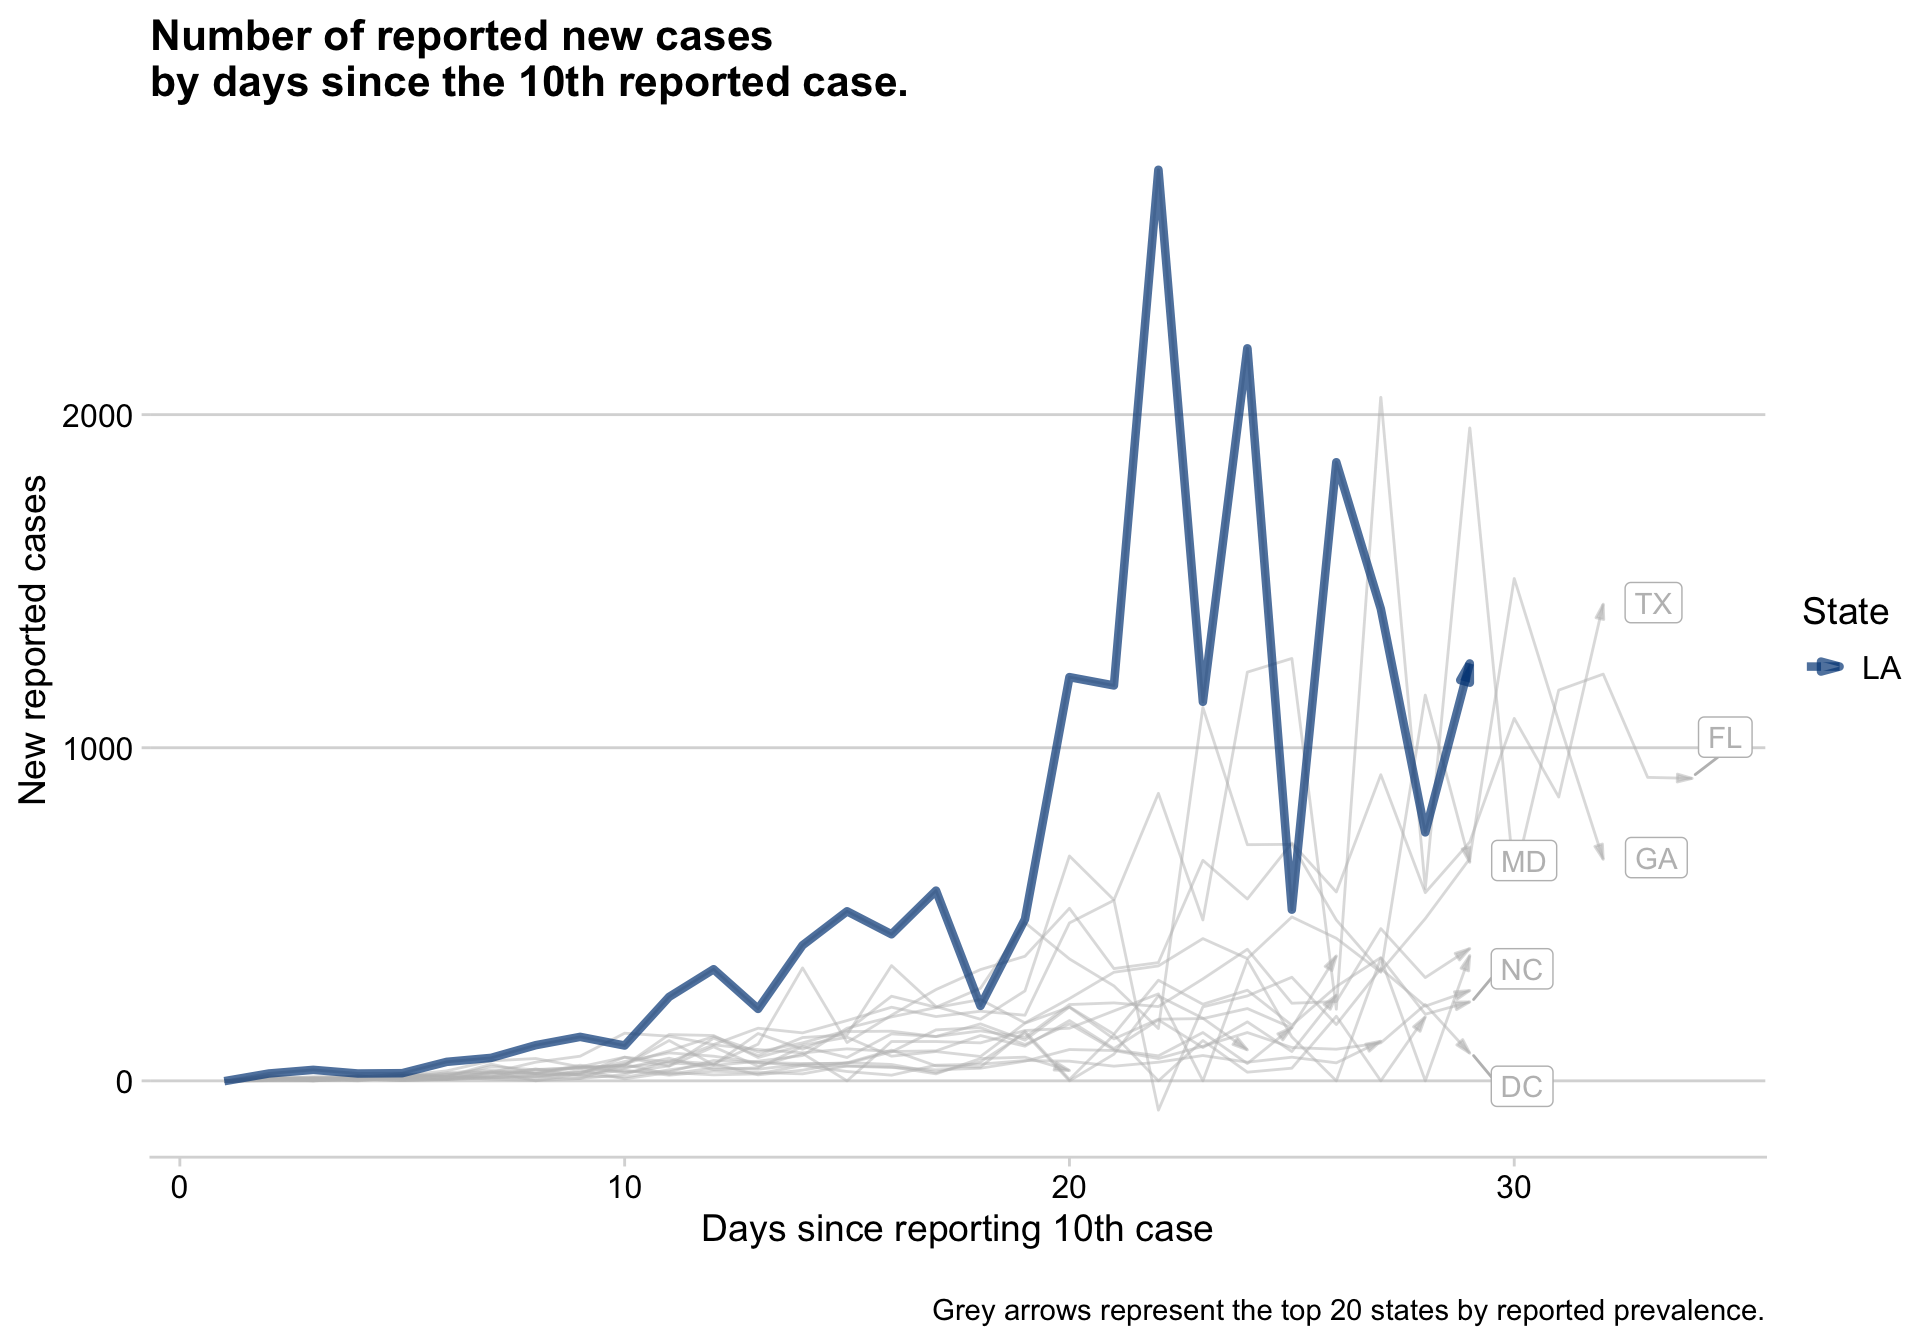 Number of reported new cases
by days since the 10th reported case.
New reported cases
2000
1000
0
TX
FL
MD
GA
NC
DC
State
LA
0
10
20
30
Days since reporting 10th case
Grey arrows represent the top 20 states by reported prevalence.